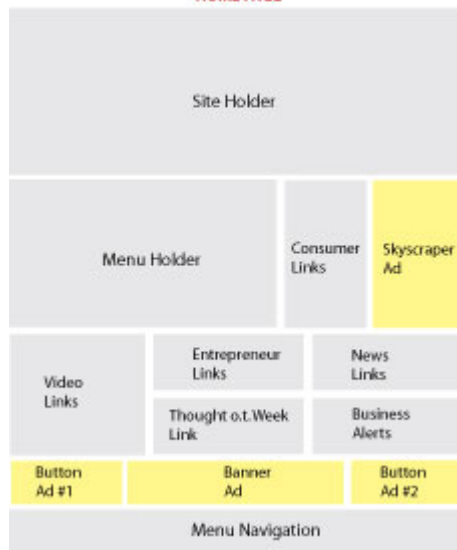 HOMEPAGE
Site Holder
Menu Holder
Consumer
Links
Skyscraper
Ad
Video
Links
Entrepreneur
Links
News
Links
Thought o.t.Week
Link
Business
Alerts
Button
Ad #1
Banner
Ad
Button
Ad #2
Menu Navigation